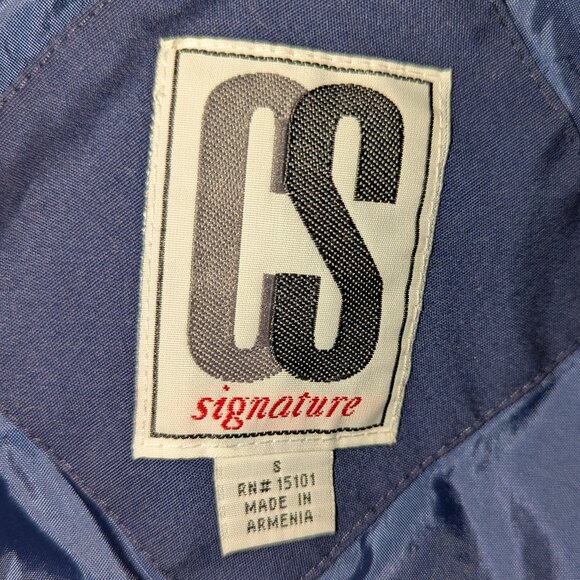 CS
signature
S
RN# 15101
MADE IN
ARMENIA